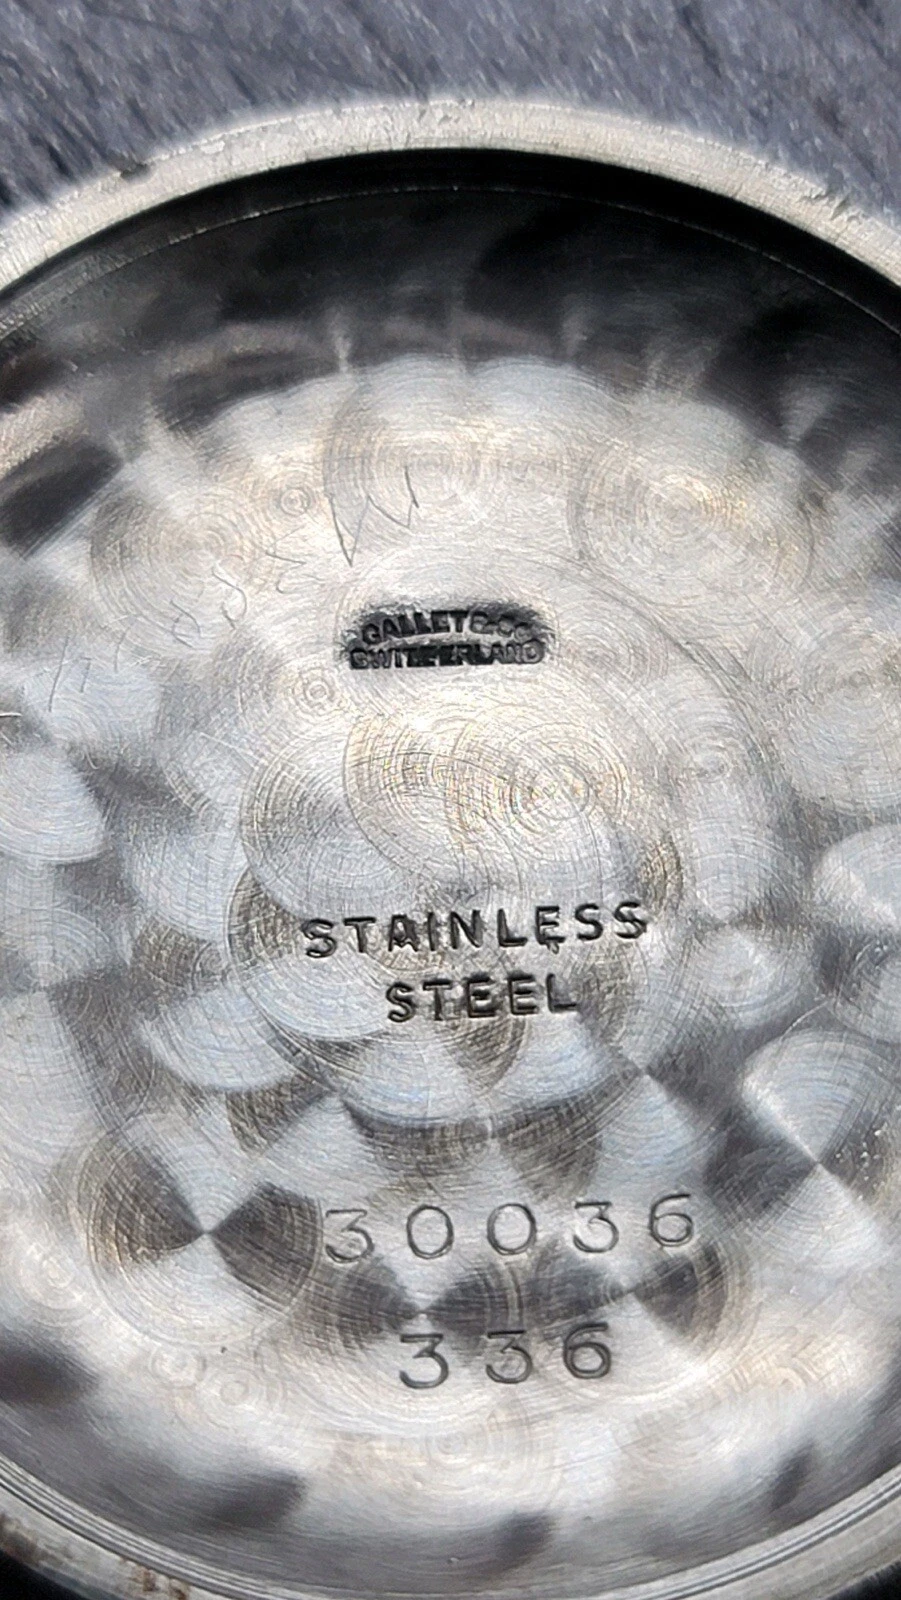 GALLET & Co
SWITZERLAND
STAINLESS
STEEL
30036
336